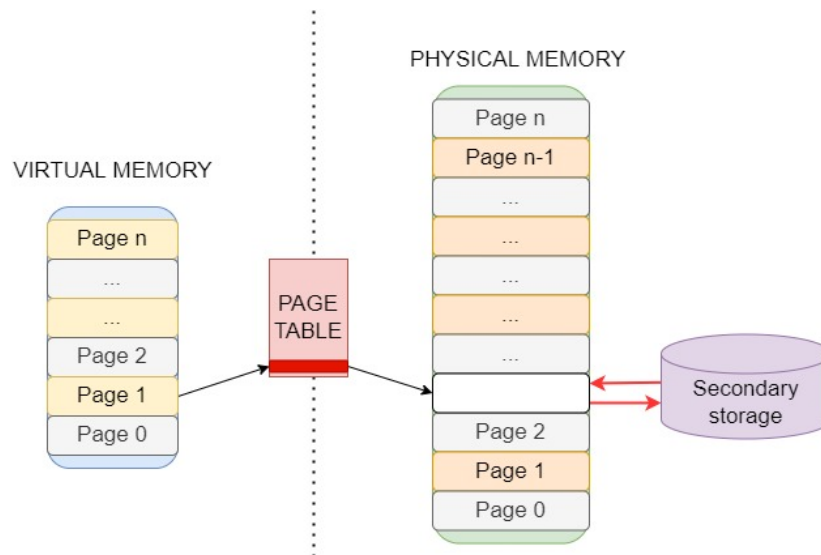 PHYSICAL MEMORY
Page n
Page n-1
...
...
...
...
...
Page 2
Page 1
Page 0
VIRTUAL MEMORY
Page n
...
...
Page 2
Page 1
Page 0
PAGE
TABLE
Secondary
storage